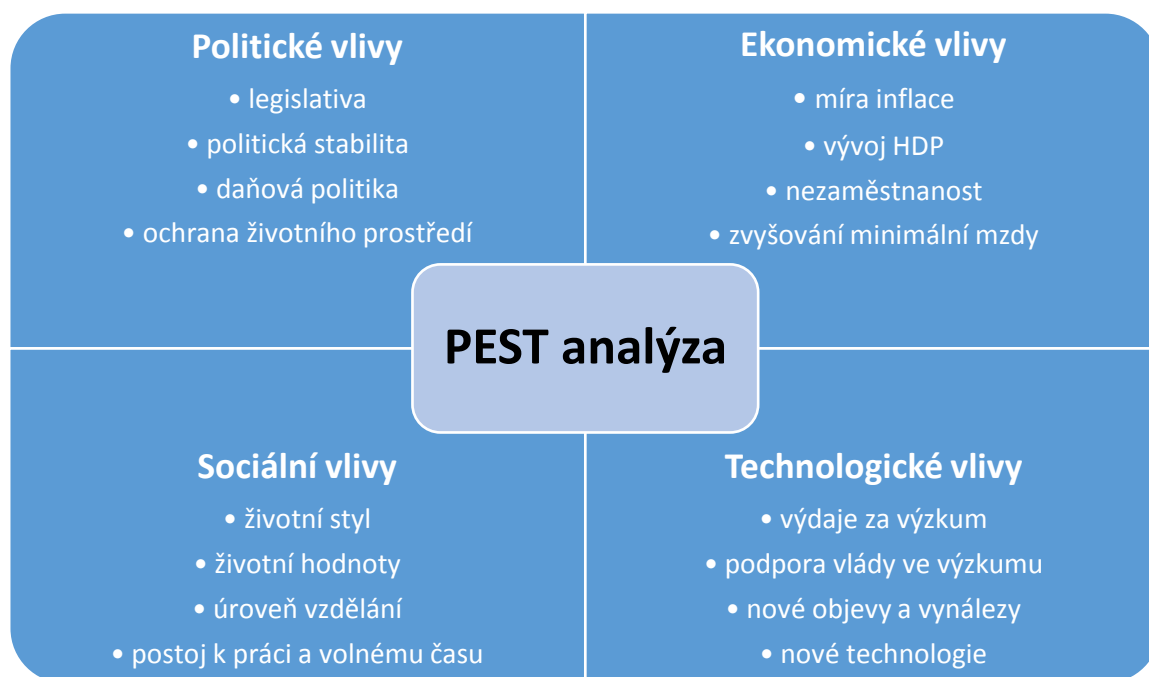 Politické vlivy
• legislativa
• politická stabilita
• daňová politika
• ochrana životního prostředí
Ekonomické vlivy
• míra inflace
• vývoj HDP
• nezaměstnanost
• zvyšování minimální mzdy
PEST analýza
Sociální vlivy
• životní styl
• životní hodnoty
• úroveň vzdělání
• postoj k práci a volnému času
Technologické vlivy
• výdaje za výzkum
• podpora vlády ve výzkumu
• nové objevy a vynálezy
• nové technologie